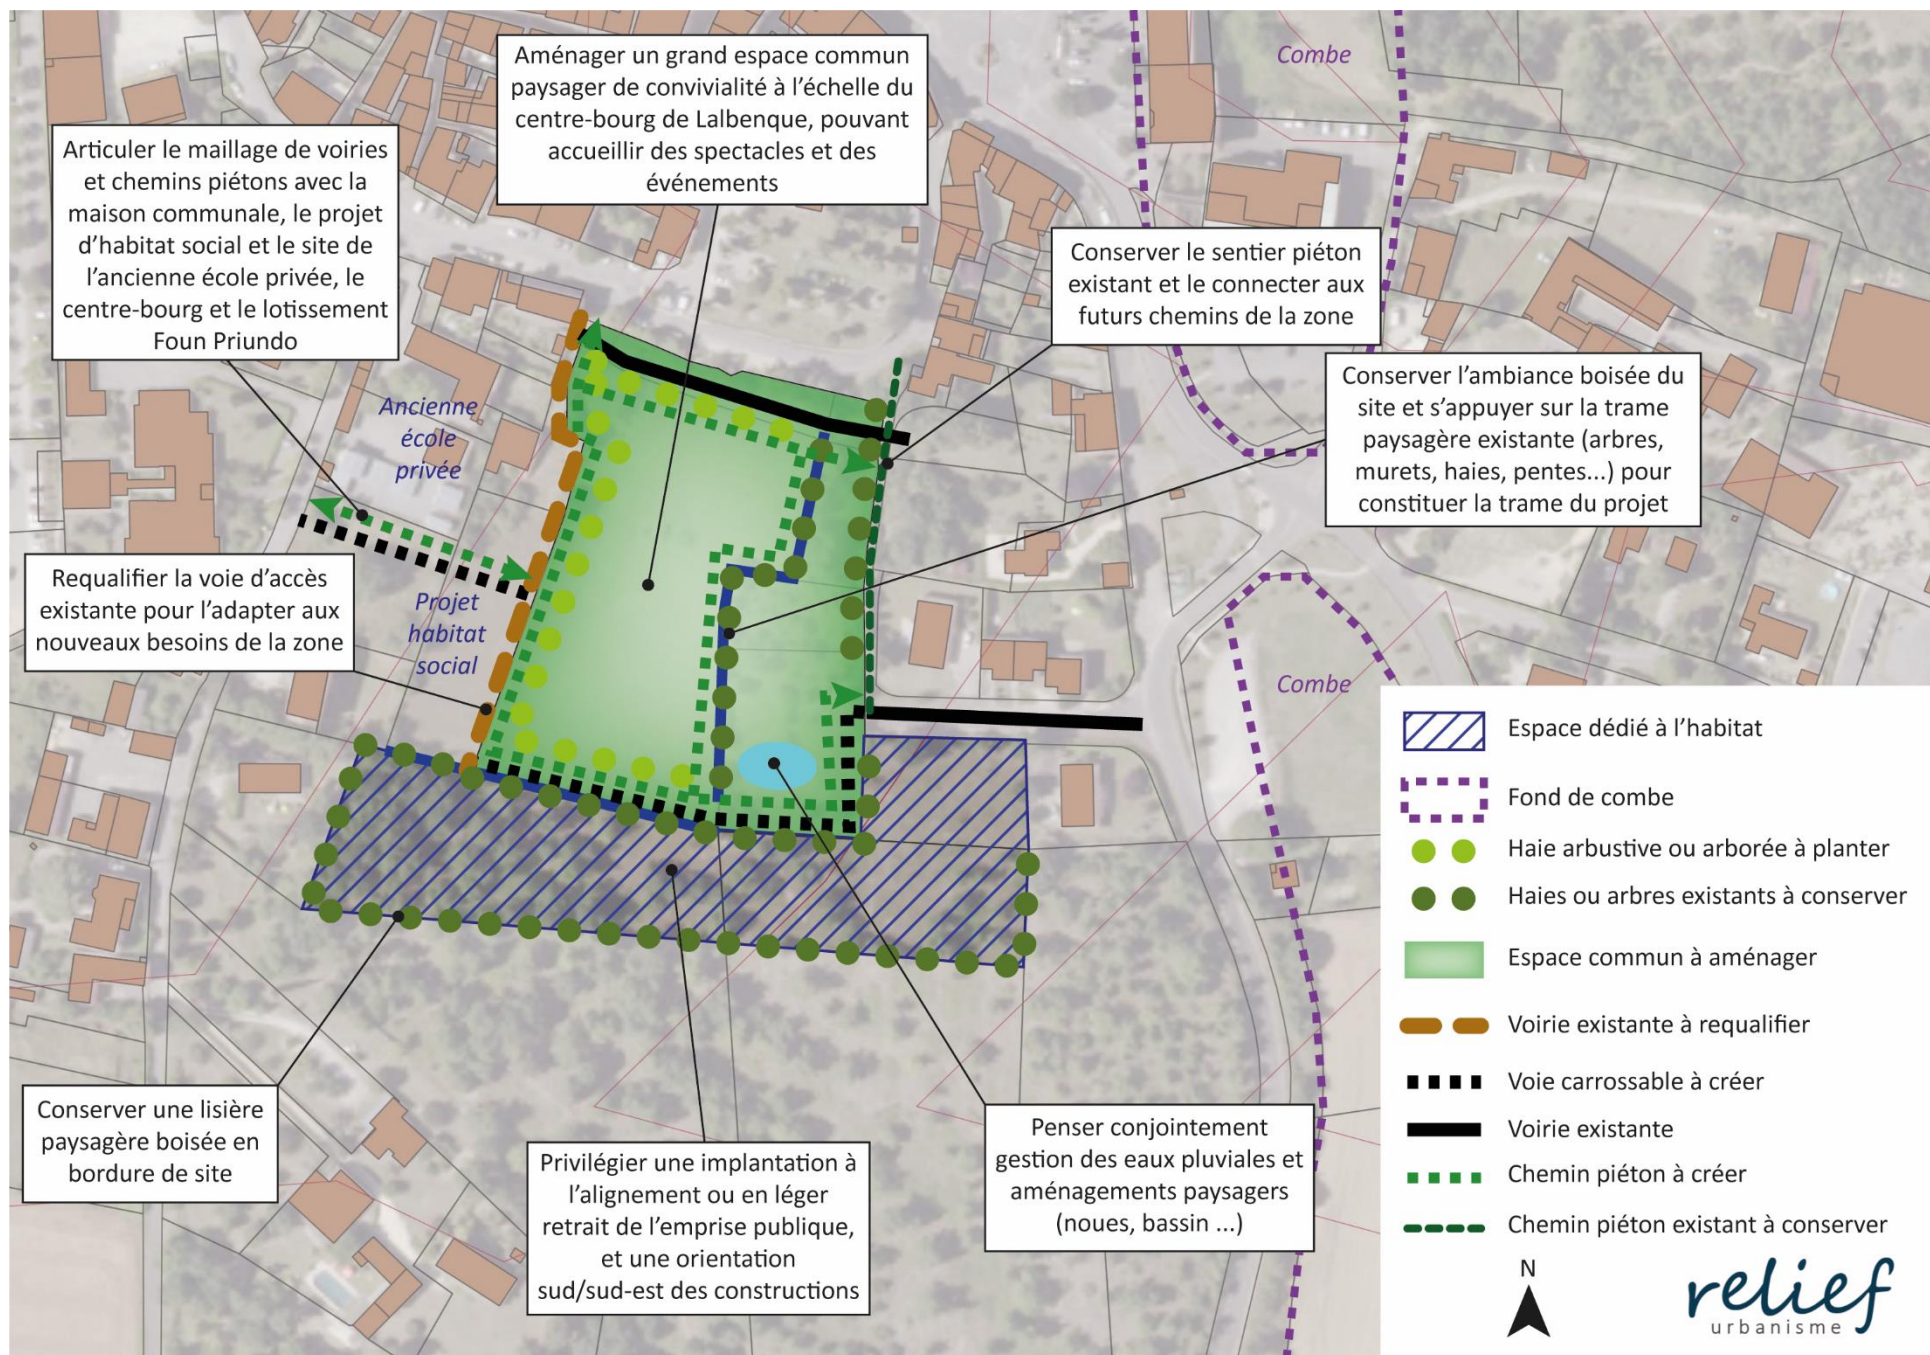 Aménager un grand espace commun
paysager de convivialité à l’échelle du
centre-bourg de Lalbenque, pouvant
accueillir des spectacles et des
événements
Combe
Articuler le maillage de voiries
et chemins piétons avec la
maison communale, le projet
d’habitat social et le site de
l’ancienne école privée, le
centre-bourg et le lotissement
Foun Priundo
Conserver le sentier piéton
existant et le connecter aux
futurs chemins de la zone
Conserver l’ambiance boisée du
site et s’appuyer sur la trame
paysagère existante (arbres,
murets, haies, pentes...) pour
constituer la trame du projet
Ancienne
école
privée
Requalifier la voie d’accès
existante pour l’adapter aux
nouveaux besoins de la zone
Projet
habitat
social
Combe
Espace dédié à l’habitat
Fond de combe
Haie arbustive ou arborée à planter
Haies ou arbres existants à conserver
Espace commun à aménager
Voirie existante à requalifier
Voie carrossable à créer
Voirie existante
Chemin piéton à créer
Chemin piéton existant à conserver
Conserver une lisière
paysagère boisée en
bordure de site
Privilégier une implantation à
l’alignement ou en léger
retrait de l’emprise publique,
et une orientation
sud/sud-est des constructions
Penser conjointement
gestion des eaux pluviales et
aménagements paysagers
(noues, bassin ...)
N
relief
urbanisme